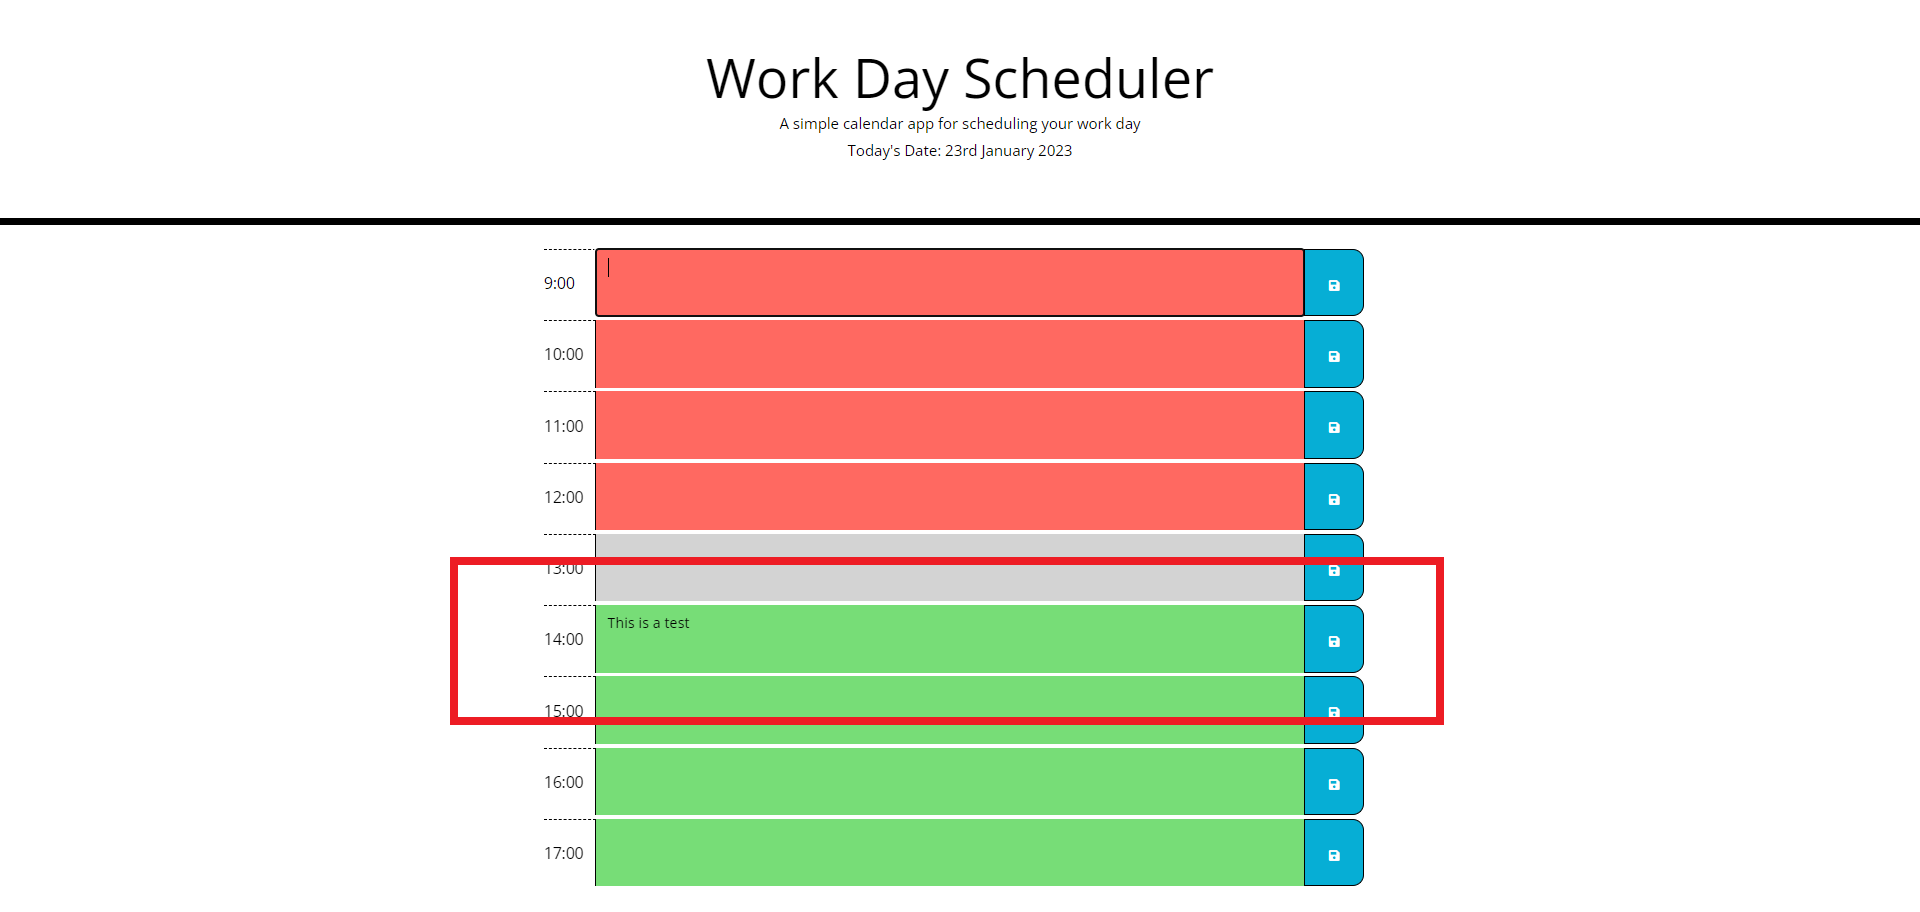 Work Day Scheduler
A simple calendar app for scheduling your work day
Today's Date: 23rd January 2023
9:00
10:00
11:00
12:00
13:00
14:00 This is a test
15:00
16:00
17:00